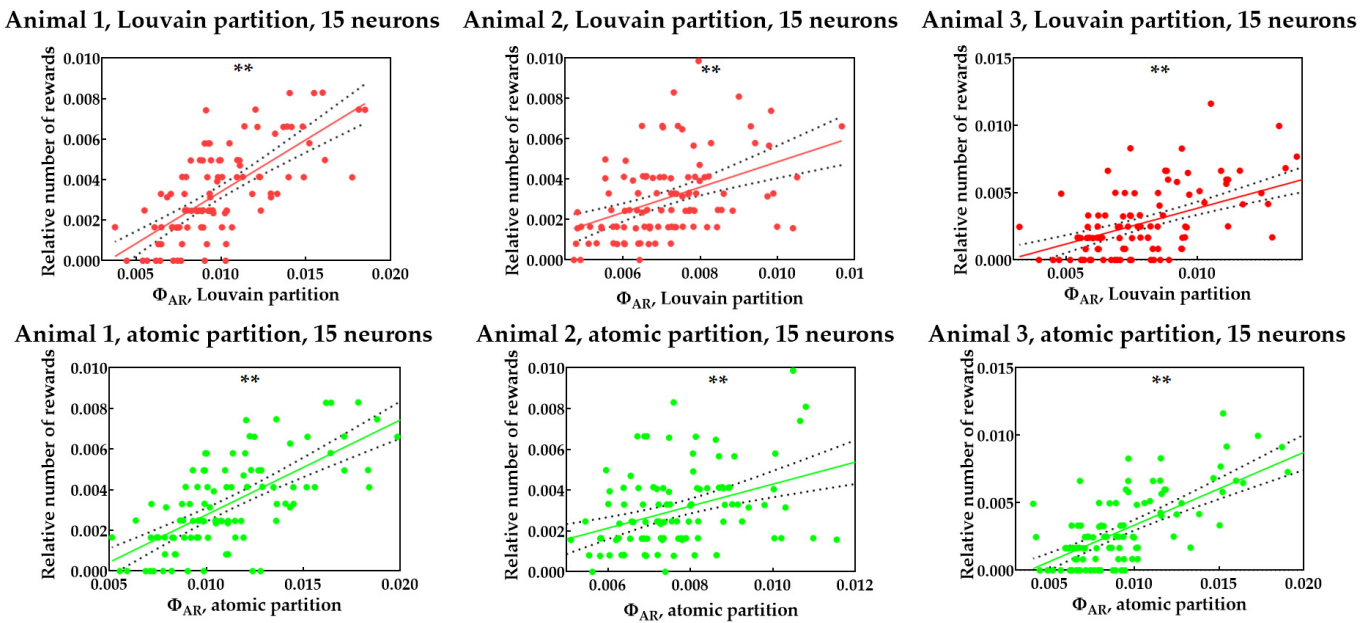 Animal 1, Louvain partition, 15 neurons
Relative number of rewards
0.010
0.008
0.006
0.004
0.002
0.000
**
0.005 0.010 0.015 0.020
Φ_AR, Louvain partition
Animal 2, Louvain partition, 15 neurons
Relative number of rewards
0.010
0.008
0.006
0.004
0.002
0.000
**
0.006 0.008 0.010 0.01
Φ_AR, Louvain partition
Animal 3, Louvain partition, 15 neurons
Relative number of rewards
0.015
0.010
0.005
0.000
**
0.005 0.010
Φ_AR, Louvain partition
Animal 1, atomic partition, 15 neurons
Relative number of rewards
0.010
0.008
0.006
0.004
0.002
0.000
**
0.005 0.010 0.015 0.020
Φ_AR, atomic partition
Animal 2, atomic partition, 15 neurons
Relative number of rewards
0.010
0.008
0.006
0.004
0.002
0.000
**
0.006 0.008 0.010 0.012
Φ_AR, atomic partition
Animal 3, atomic partition, 15 neurons
Relative number of rewards
0.015
0.010
0.005
0.000
**
0.005 0.010 0.015 0.020
Φ_AR, atomic partition